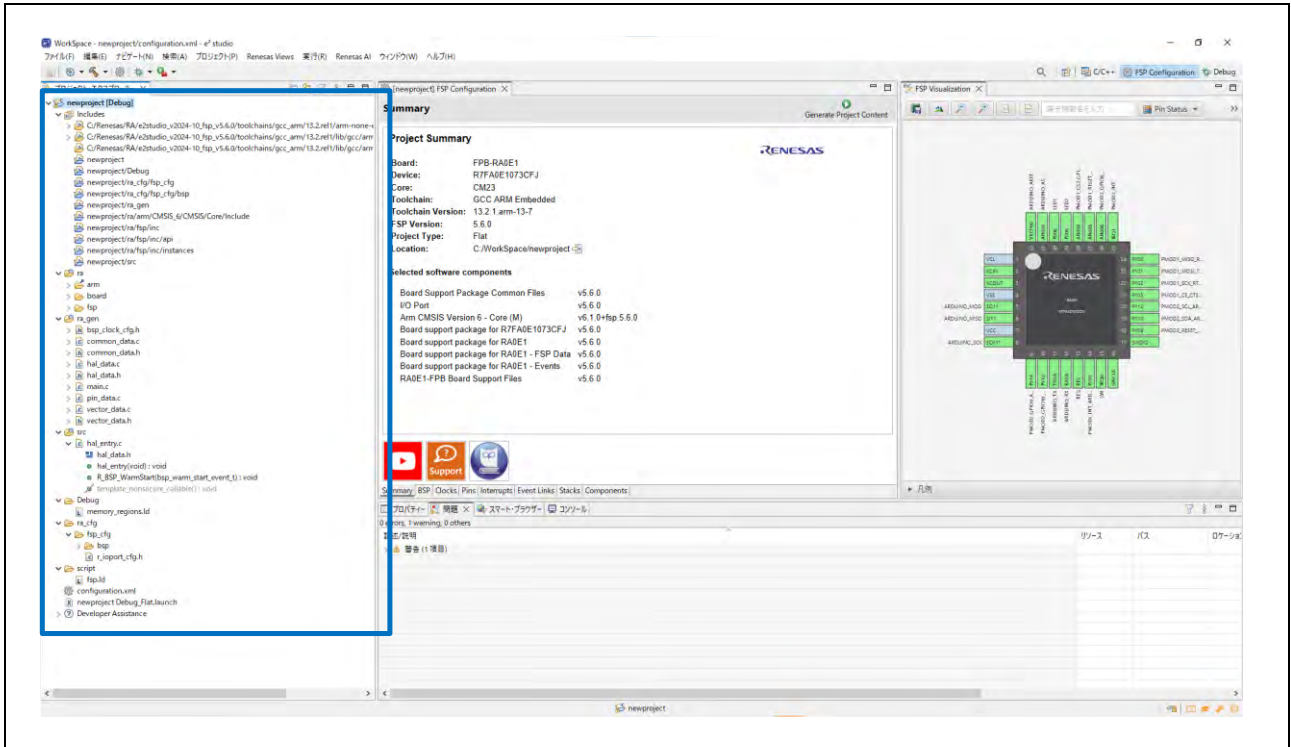 WorkSpace - newproject/configuration.xml - e² studio
ファイル(F) 編集(E) ナビゲート(N) 検索(A) プロジェクト(P) Renesas Views 実行(R) Renesas AI ウィンドウ(W) ヘルプ(H)
C/C++ FSP Configuration Debug
newproject [Debug]
Includes
C:/Renesas/RA/e2studio_v2024-10_fsp_v5.6.0/toolchains/gcc_arm/13.2.rel1/arm-none-e
C:/Renesas/RA/e2studio_v2024-10_fsp_v5.6.0/toolchains/gcc_arm/13.2.rel1/lib/gcc/arm
C:/Renesas/RA/e2studio_v2024-10_fsp_v5.6.0/toolchains/gcc_arm/13.2.rel1/lib/gcc/arm
newproject
newproject/Debug
newproject/ra_cfg/fsp_cfg
newproject/ra_cfg/fsp_cfg/bsp
newproject/ra_gen
newproject/ra/arm/CMSIS_6/CMSIS/Core/Include
newproject/ra/fsp/inc
newproject/ra/fsp/inc/api
newproject/ra/fsp/inc/instances
newproject/src
ra
arm
board
fsp
ra_gen
bsp_clock_cfg.h
common_data.c
common_data.h
hal_data.c
hal_data.h
main.c
pin_data.c
vector_data.c
vector_data.h
src
hal_entry.c
hal_data.h
hal_entry(void) : void
R_BSP_WarmStart(bsp_warm_start_event_t) : void
template_nonsecure_callable() : void
Debug
memory_regions.ld
ra_cfg
fsp_cfg
bsp
r_ioport_cfg.h
script
fsp.ld
configuration.xml
newproject Debug_Flat.launch
Developer Assistance
[newproject] FSP Configuration
Summary
Generate Project Content
Project Summary
RENESAS
Board: FPB-RA0E1
Device: R7FA0E1073CFJ
Core: CM23
Toolchain: GCC ARM Embedded
Toolchain Version: 13.2.1.arm-13-7
FSP Version: 5.6.0
Project Type: Flat
Location: C:/WorkSpace/newproject
Selected software components
Board Support Package Common Files v5.6.0
I/O Port v5.6.0
Arm CMSIS Version 6 - Core (M) v6.1.0+fsp.5.6.0
Board support package for R7FA0E1073CFJ v5.6.0
Board support package for RA0E1 v5.6.0
Board support package for RA0E1 - FSP Data v5.6.0
Board support package for RA0E1 - Events v5.6.0
RA0E1-FPB Board Support Files v5.6.0
Support
Summary BSP Clocks Pins Interrupts Event Links Stacks Components
FSP Visualization
Pin Status
RENESAS
凡例
プロパティー 問題 スマート・ブラウザー コンソール
0 errors, 1 warning, 0 others
リソース パス ロケーション
警告 (1 項目)
newproject